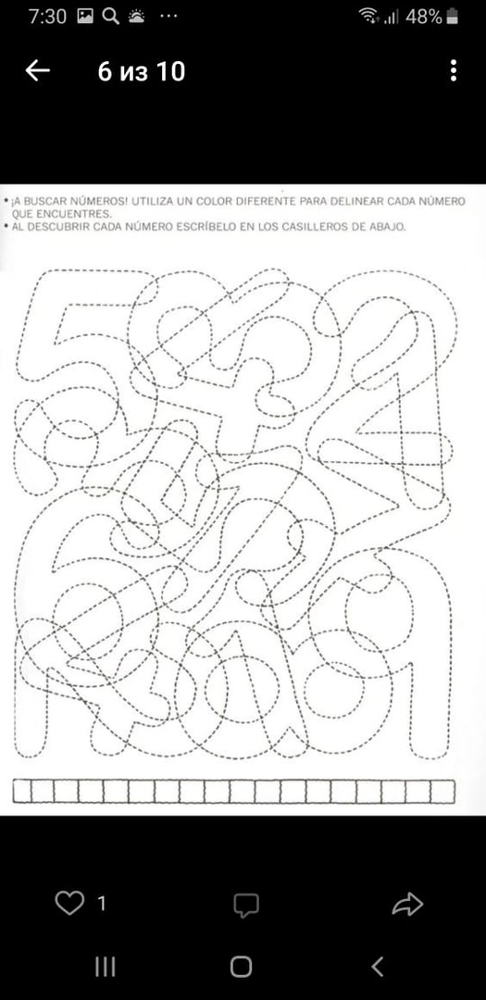 7:30 48%
6 из 10
• ¡A BUSCAR NÚMEROS! UTILIZA UN COLOR DIFERENTE PARA DELINEAR CADA NÚMERO
QUE ENCUENTRES.
• AL DESCUBRIR CADA NÚMERO ESCRÍBELO EN LOS CASILLEROS DE ABAJO.
1